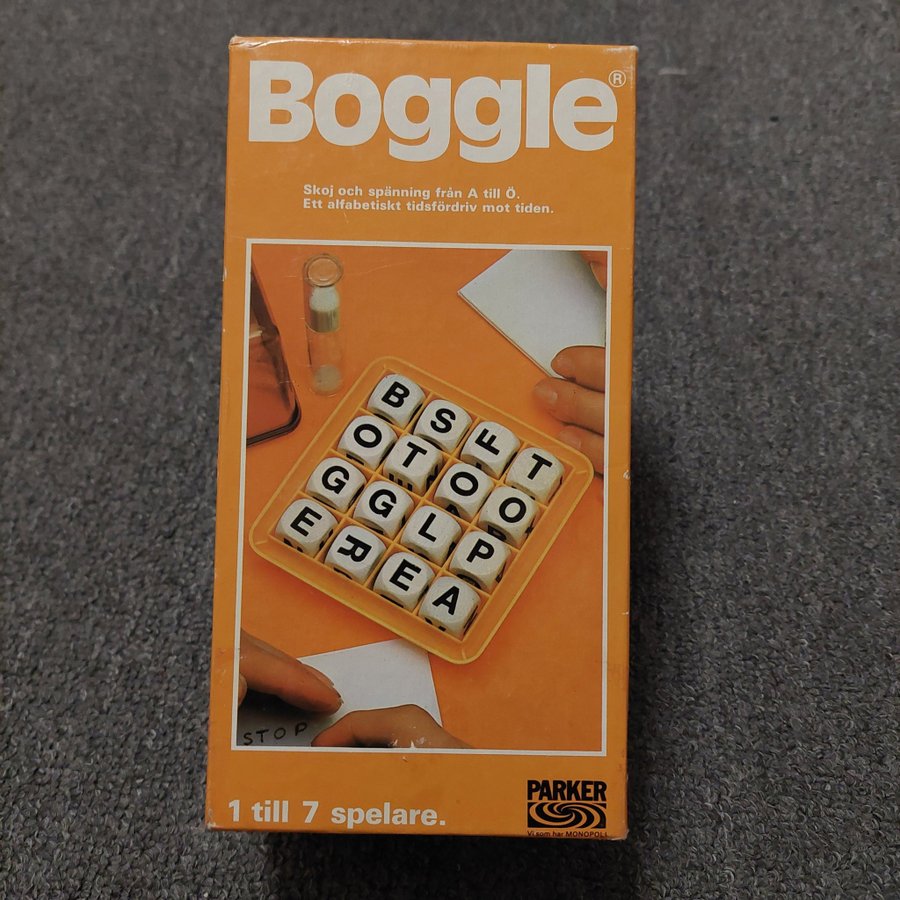 Boggle®
Skoj och spänning från A till Ö.
Ett alfabetiskt tidsfördriv mot tiden.
B S F T
O T O O
G G L P
E R E A
STOP
1 till 7 spelare.
PARKER
Vi som har MONOPOL